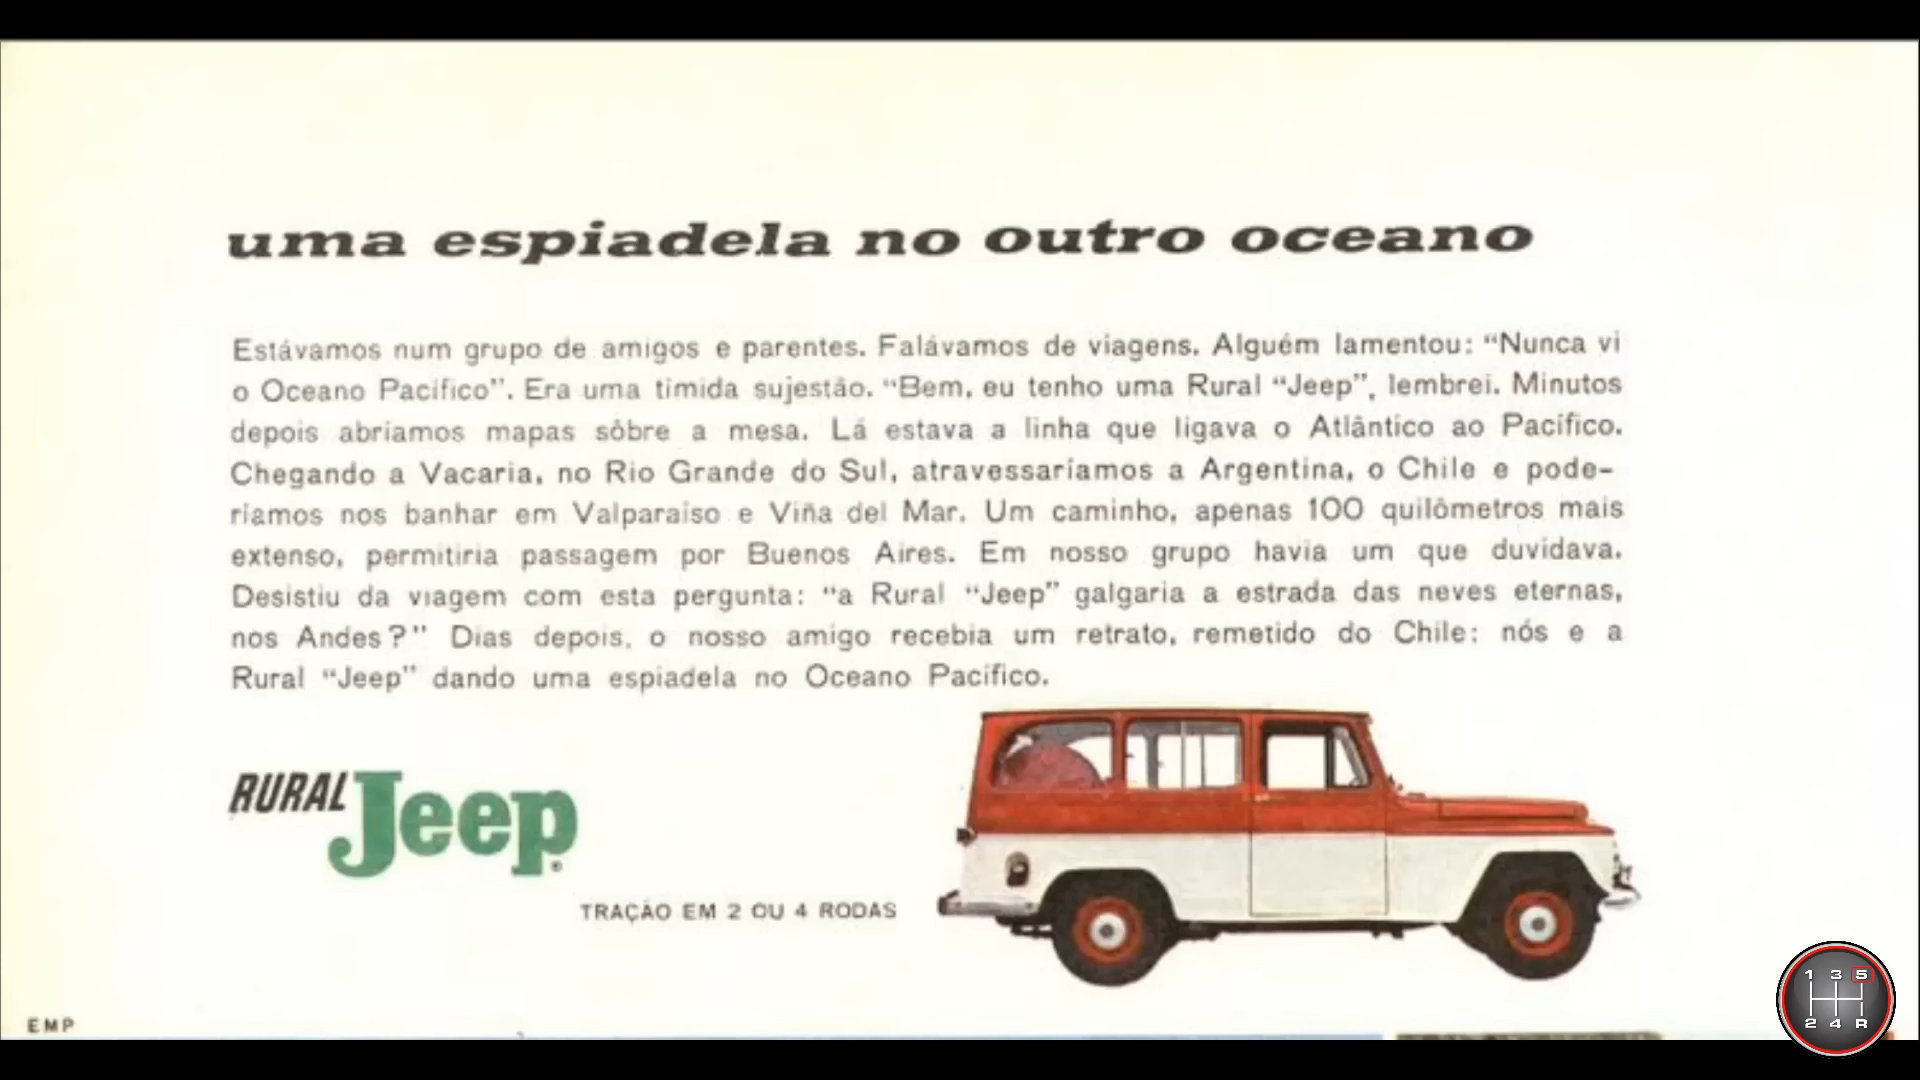 uma espiadela no outro oceano
Estávamos num grupo de amigos e parentes. Falávamos de viagens. Alguém lamentou: “Nunca vi
o Oceano Pacífico”. Era uma tímida sujestão. “Bem, eu tenho uma Rural “Jeep”, lembrei. Minutos
depois abríamos mapas sôbre a mesa. Lá estava a linha que ligava o Atlântico ao Pacífico.
Chegando a Vacaria, no Rio Grande do Sul, atravessaríamos a Argentina, o Chile e pode-
ríamos nos banhar em Valparaiso e Viña del Mar. Um caminho, apenas 100 quilômetros mais
extenso, permitiria passagem por Buenos Aires. Em nosso grupo havia um que duvidava.
Desistiu da viagem com esta pergunta: “a Rural “Jeep” galgaria a estrada das neves eternas,
nos Andes?” Dias depois, o nosso amigo recebia um retrato, remetido do Chile: nós e a
Rural “Jeep” dando uma espiadela no Oceano Pacífico.
RURAL Jeep®
TRAÇÃO EM 2 OU 4 RODAS
EMP
1 3 5
2 4 R